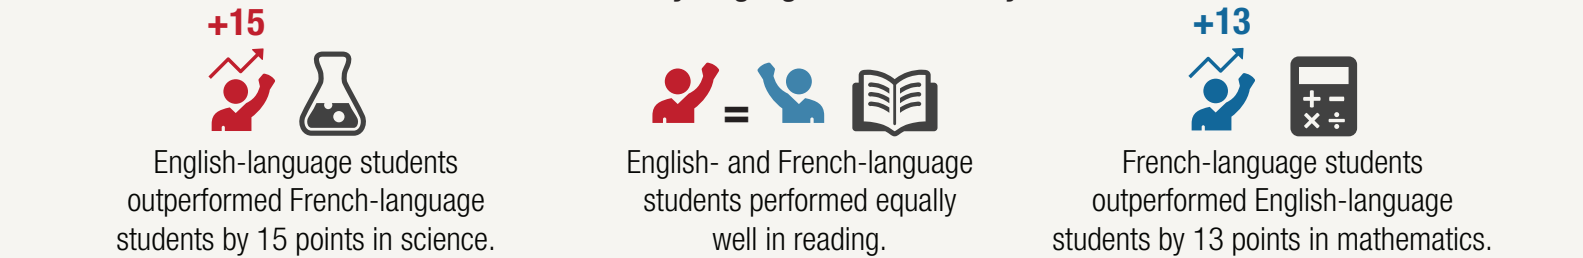 +15
English-language students
outperformed French-language
students by 15 points in science.
=
English- and French-language
students performed equally
well in reading.
+13
+ −
× ÷
French-language students
outperformed English-language
students by 13 points in mathematics.